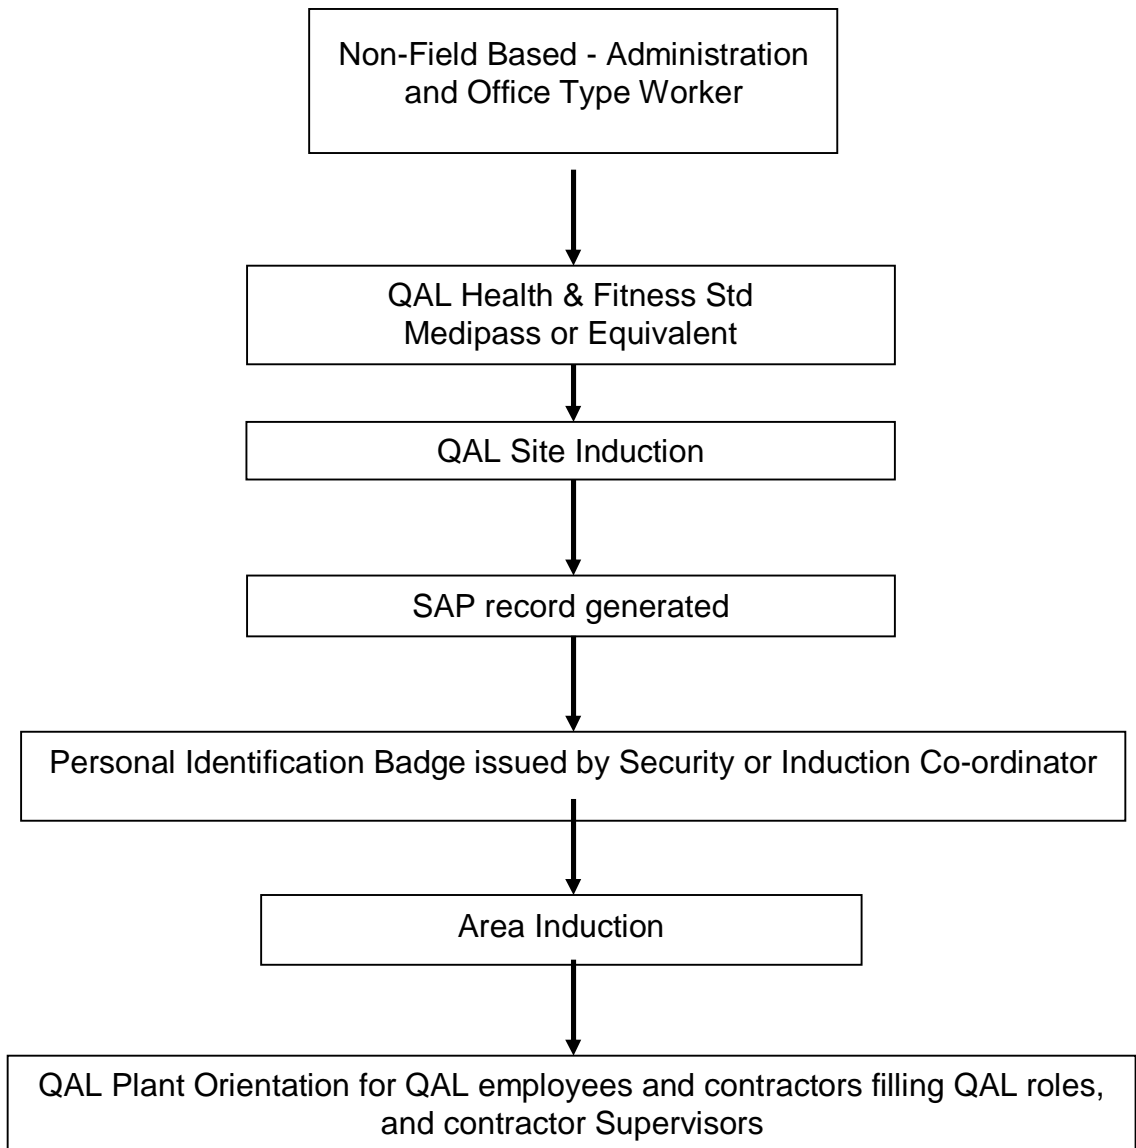 Non-Field Based - Administration
and Office Type Worker
QAL Health & Fitness Std
Medipass or Equivalent
QAL Site Induction
SAP record generated
Personal Identification Badge issued by Security or Induction Co-ordinator
Area Induction
QAL Plant Orientation for QAL employees and contractors filling QAL roles,
and contractor Supervisors